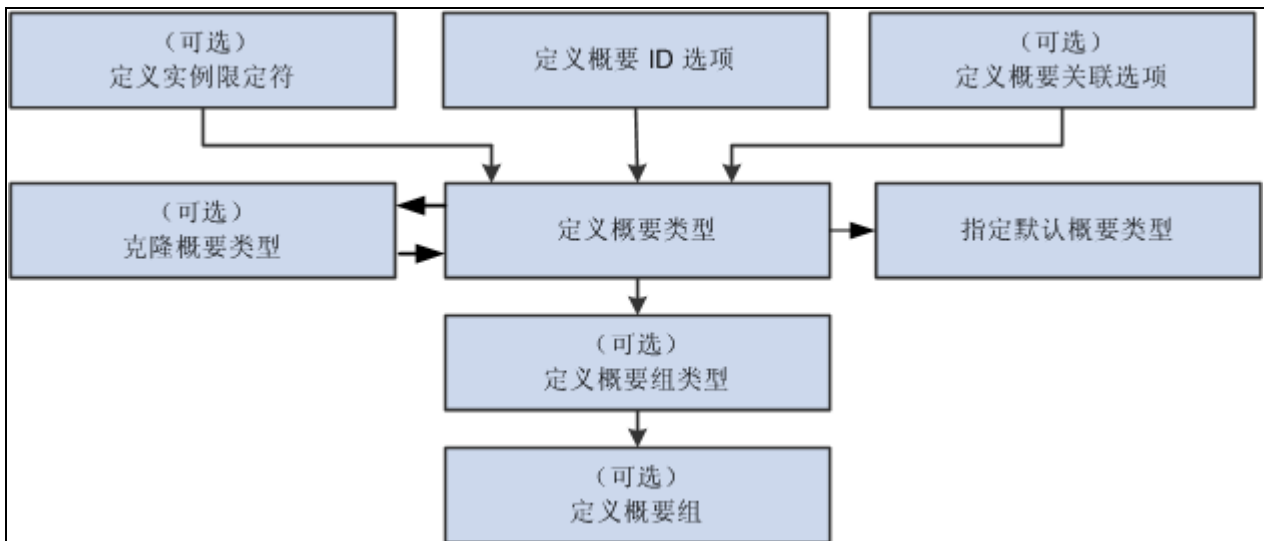 （可选）
定义实例限定符
定义概要 ID 选项
（可选）
定义概要关联选项
（可选）
克隆概要类型
定义概要类型
指定默认概要类型
（可选）
定义概要组类型
（可选）
定义概要组